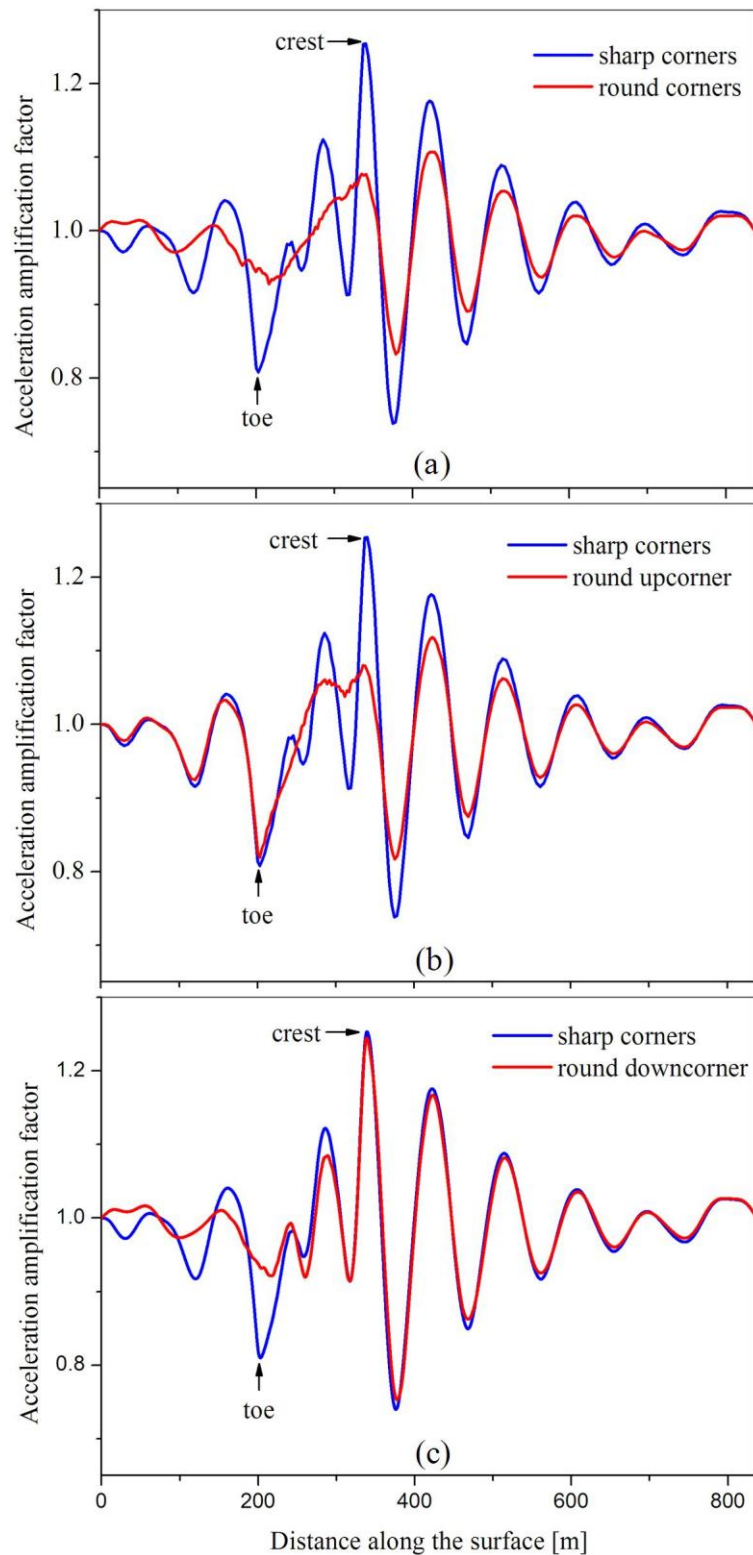 crest
sharp corners
round corners
1.2
1.0
0.8
toe
(a)
Acceleration amplification factor
crest
sharp corners
round upcorner
1.2
1.0
0.8
toe
(b)
Acceleration amplification factor
crest
sharp corners
round downcorner
1.2
1.0
0.8
toe
(c)
Acceleration amplification factor
0
200
400
600
800
Distance along the surface [m]